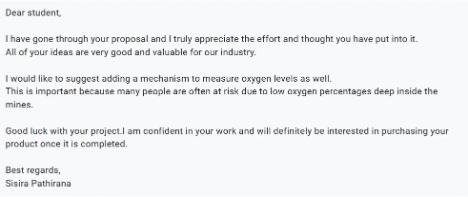 Dear student,
I have gone through your proposal and I truly appreciate the effort and thought you have put into it.
All of your ideas are very good and valuable for our industry.
I would like to suggest adding a mechanism to measure oxygen levels as well.
This is important because many people are often at risk due to low oxygen percentages deep inside the
mines.
Good luck with your project.I am confident in your work and will definitely be interested in purchasing your
product once it is completed.
Best regards,
Sisira Pathirana